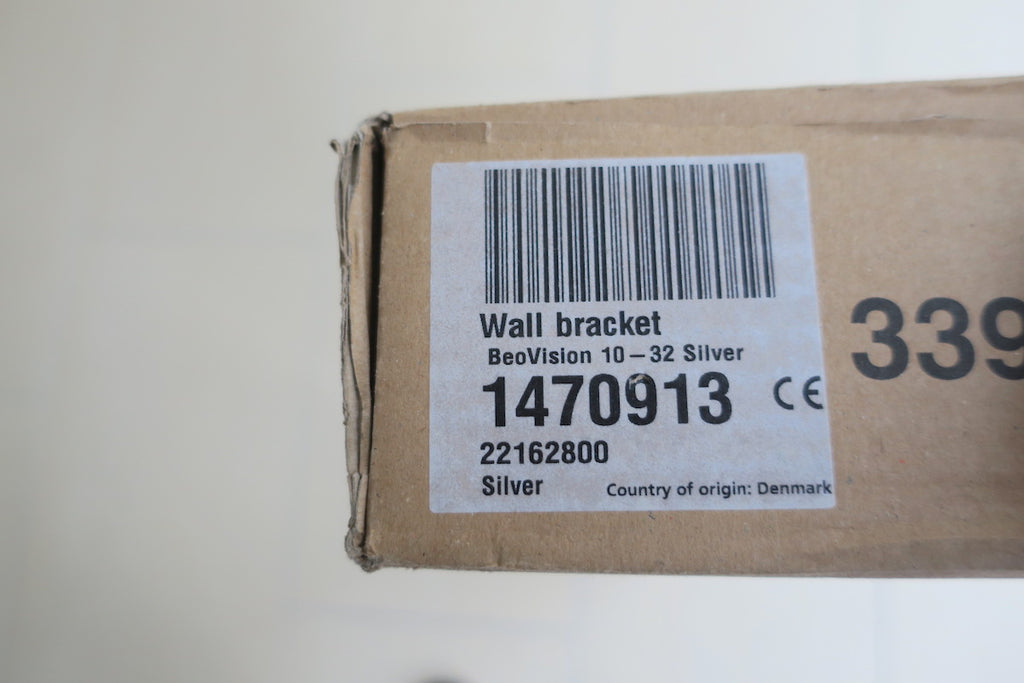 Wall bracket
BeoVision 10 – 32 Silver
1470913 CE
22162800
Silver
Country of origin: Denmark
339